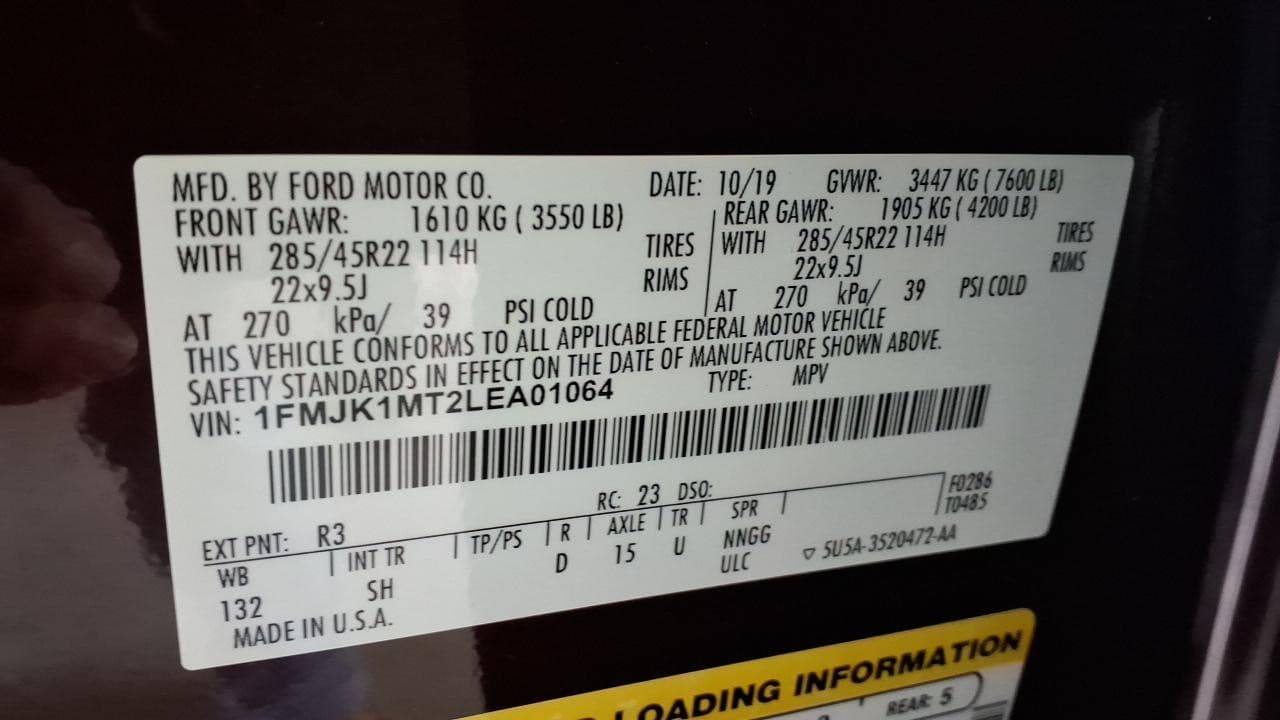 MFD. BY FORD MOTOR CO. DATE: 10/19 GVWR: 3447 KG ( 7600 LB)
FRONT GAWR: 1610 KG ( 3550 LB) REAR GAWR: 1905 KG ( 4200 LB)
WITH 285/45R22 114H TIRES WITH 285/45R22 114H TIRES
22x9.5J RIMS 22x9.5J RIMS
AT 270 kPa/ 39 PSI COLD AT 270 kPa/ 39 PSI COLD
THIS VEHICLE CONFORMS TO ALL APPLICABLE FEDERAL MOTOR VEHICLE
SAFETY STANDARDS IN EFFECT ON THE DATE OF MANUFACTURE SHOWN ABOVE.
VIN: 1FMJK1MT2LEA01064 TYPE: MPV
EXT PNT: R3 RC: 23 DSO: F0286
WB INT TR TP/PS R AXLE TR SPR T0485
132 SH D 15 U NNGG
ULC ▽ 5U5A-3520472-AA
MADE IN U.S.A.
LOADING INFORMATION
REAR: 5